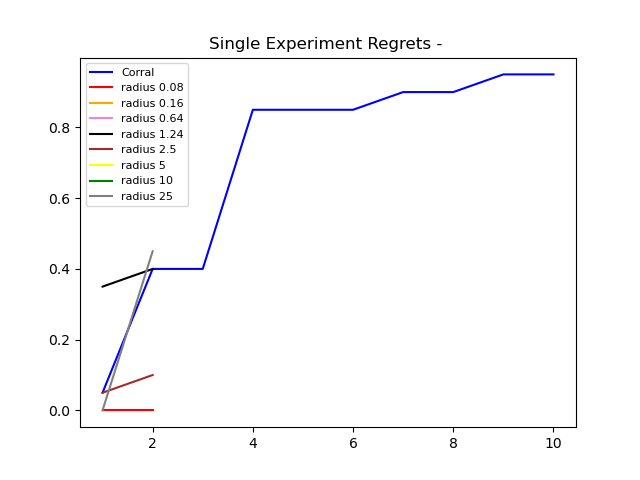 Single Experiment Regrets -
Corral
radius 0.08
radius 0.16
radius 0.64
radius 1.24
radius 2.5
radius 5
radius 10
radius 25
0.8
0.6
0.4
0.2
0.0
2 4 6 8 10